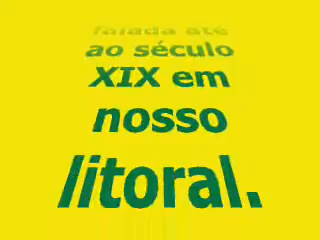 falada até
ao século
XIX em
nosso
litoral.